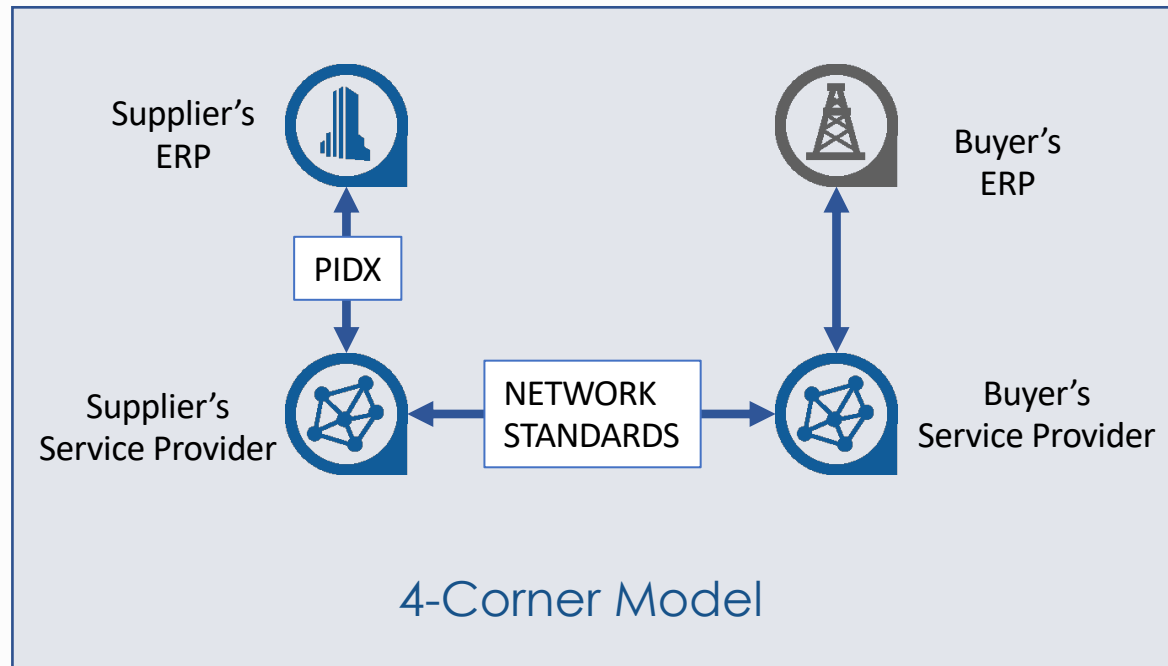 Supplier’s
ERP
Buyer’s
ERP
PIDX
Supplier’s
Service Provider
NETWORK
STANDARDS
Buyer’s
Service Provider
4-Corner Model